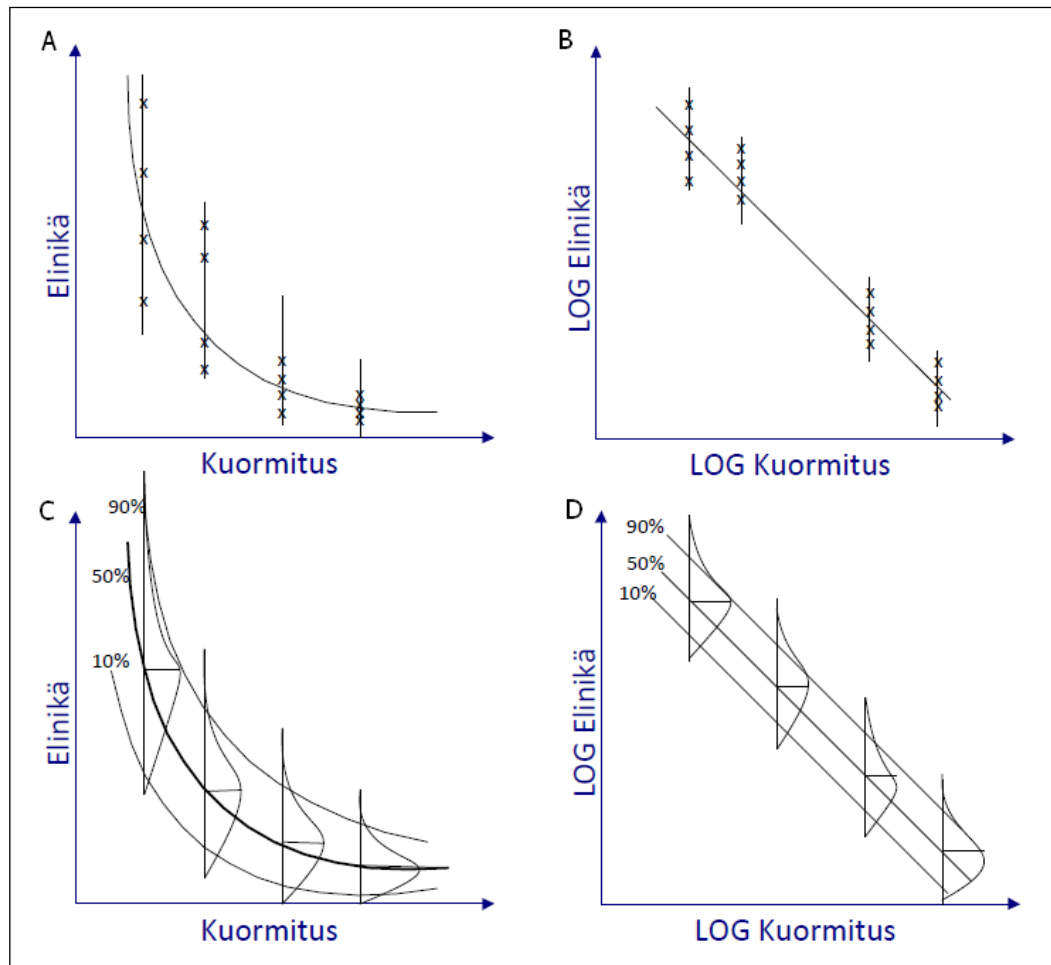 A
Elinikä
Kuormitus
B
LOG Elinikä
LOG Kuormitus
C
90%
50%
10%
Elinikä
Kuormitus
D
90%
50%
10%
LOG Elinikä
LOG Kuormitus